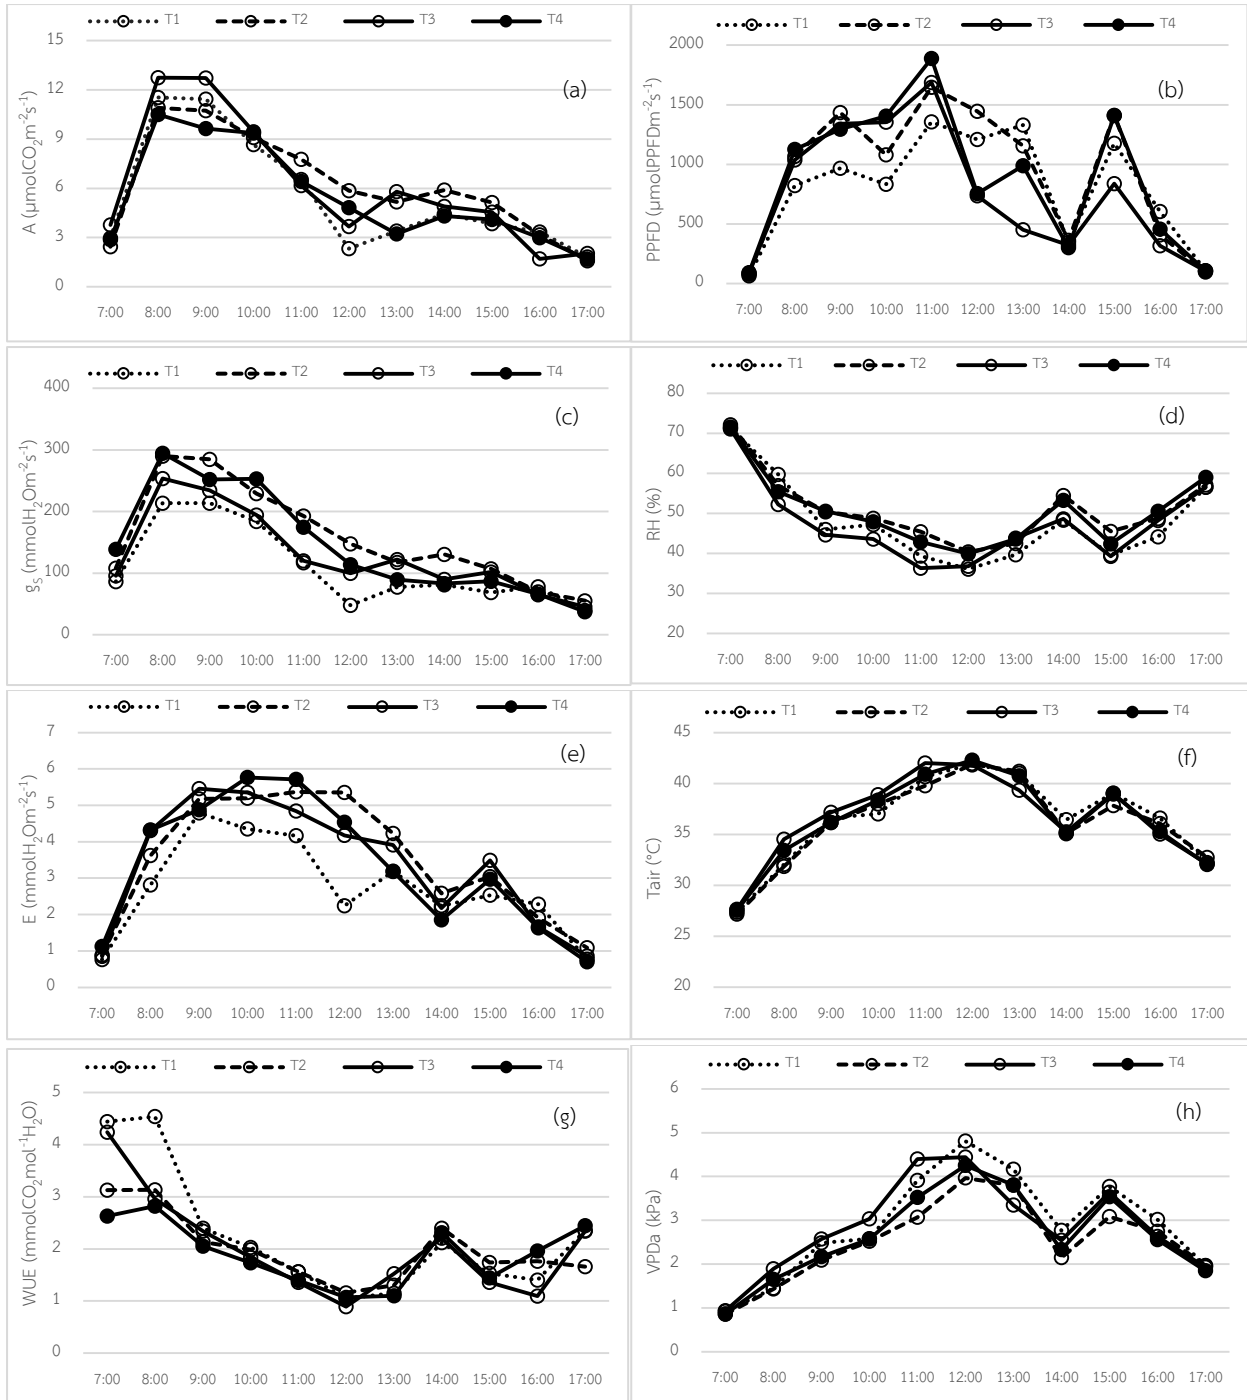 T1 T2 T3 T4
15
12
9
6
3
0
A (µmolCO2m-2s-1)
(a)
7:00 8:00 9:00 10:00 11:00 12:00 13:00 14:00 15:00 16:00 17:00
T1 T2 T3 T4
2000
1500
1000
500
0
PPFD (µmolPPFDm-2s-1)
(b)
7:00 8:00 9:00 10:00 11:00 12:00 13:00 14:00 15:00 16:00 17:00
T1 T2 T3 T4
400
300
200
100
0
gS (mmolH2Om-2s-1)
(c)
7:00 8:00 9:00 10:00 11:00 12:00 13:00 14:00 15:00 16:00 17:00
T1 T2 T3 T4
80
70
60
50
40
30
20
RH (%)
(d)
7:00 8:00 9:00 10:00 11:00 12:00 13:00 14:00 15:00 16:00 17:00
T1 T2 T3 T4
7
6
5
4
3
2
1
0
E (mmolH2Om-2s-1)
(e)
7:00 8:00 9:00 10:00 11:00 12:00 13:00 14:00 15:00 16:00 17:00
T1 T2 T3 T4
45
40
35
30
25
20
Tair (°C)
(f)
7:00 8:00 9:00 10:00 11:00 12:00 13:00 14:00 15:00 16:00 17:00
T1 T2 T3 T4
5
4
3
2
1
0
WUE (mmolCO2mol-1H2O)
(g)
7:00 8:00 9:00 10:00 11:00 12:00 13:00 14:00 15:00 16:00 17:00
T1 T2 T3 T4
6
5
4
3
2
1
0
VPDa (kPa)
(h)
7:00 8:00 9:00 10:00 11:00 12:00 13:00 14:00 15:00 16:00 17:00